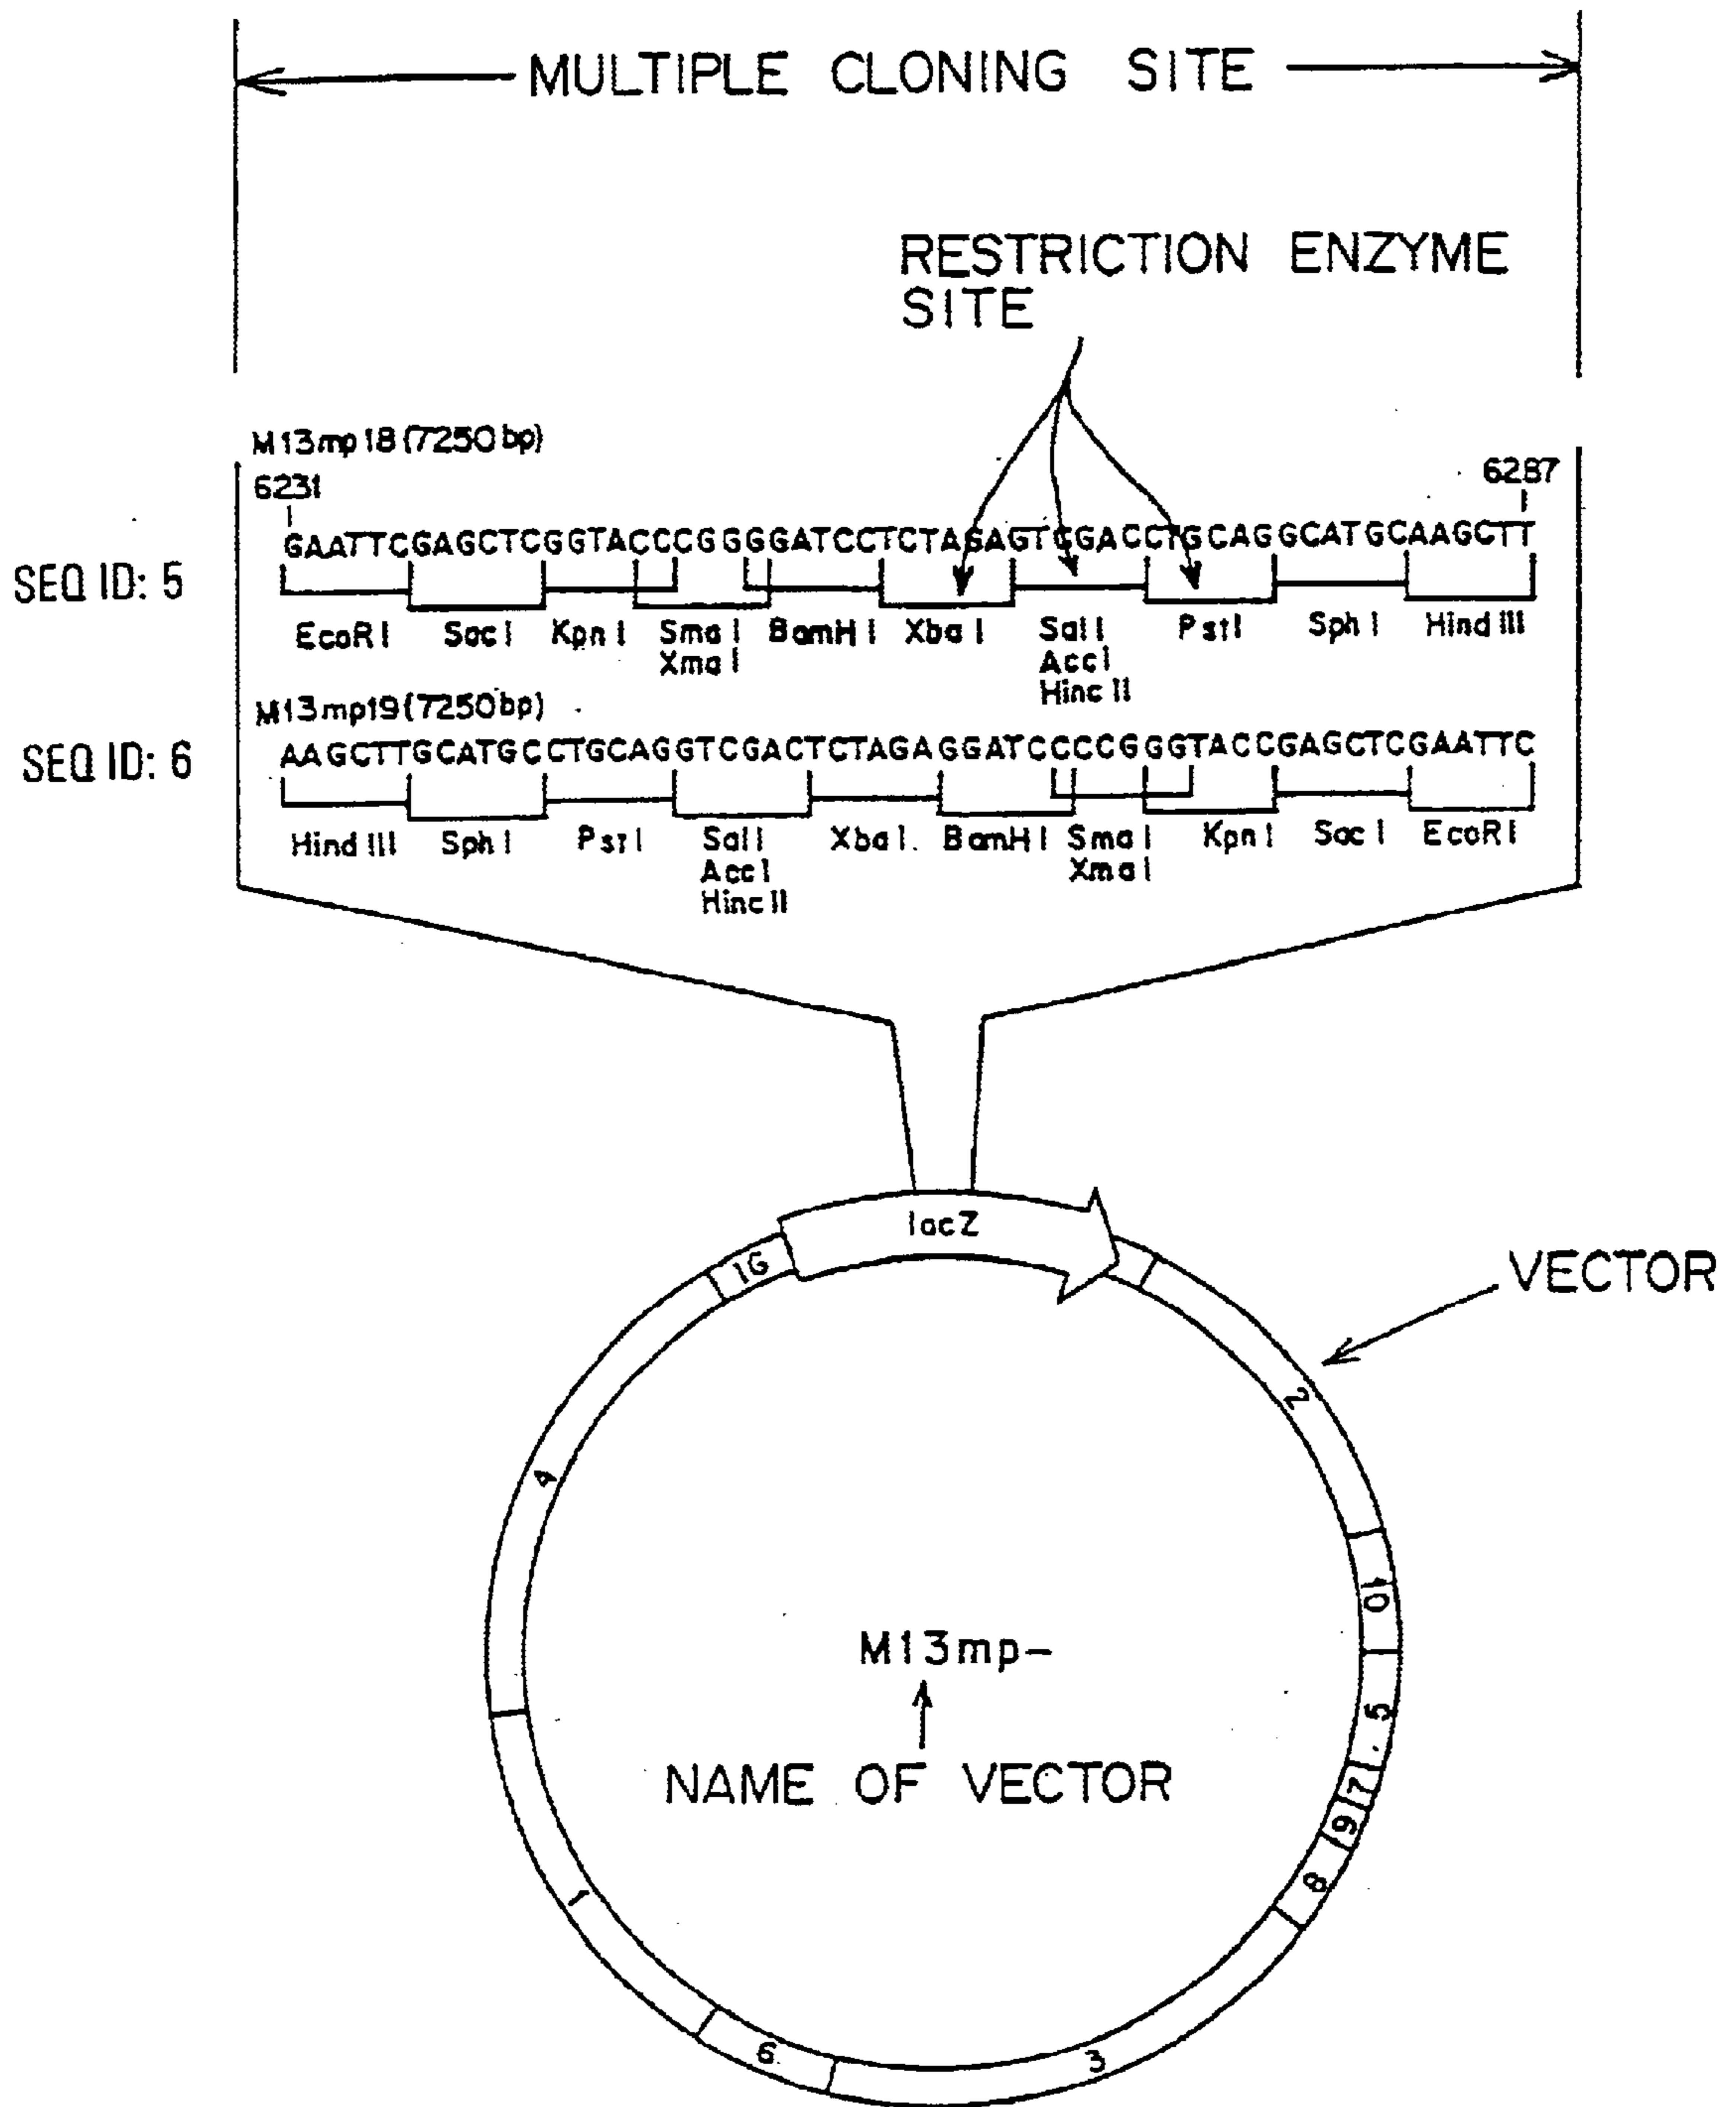 MULTIPLE CLONING SITE
RESTRICTION ENZYME
SITE
M13mp18 (7250bp)
6231
6287
SEQ ID: 5
GAATTCGAGCTCGGTACCCGGGGATCCTCTAGAGTCGACCTGCAGGCATGCAAGCTT
EcoRI SacI KpnI SmaI BamHI XbaI SalI PstI SphI HindIII
XmaI AccI
HincII
M13mp19 (7250bp)
SEQ ID: 6
AAGCTTGCATGCCTGCAGGTCGACTCTAGAGGATCCCCGGGTACCGAGCTCGAATTC
HindIII SphI PstI SalI XbaI. BamHI SmaI KpnI SacI EcoRI
AccI XmaI
HincII
lacZ
IG
VECTOR
2
4
10
M13mp-
5
NAME OF VECTOR
7
9
8
1
6
3